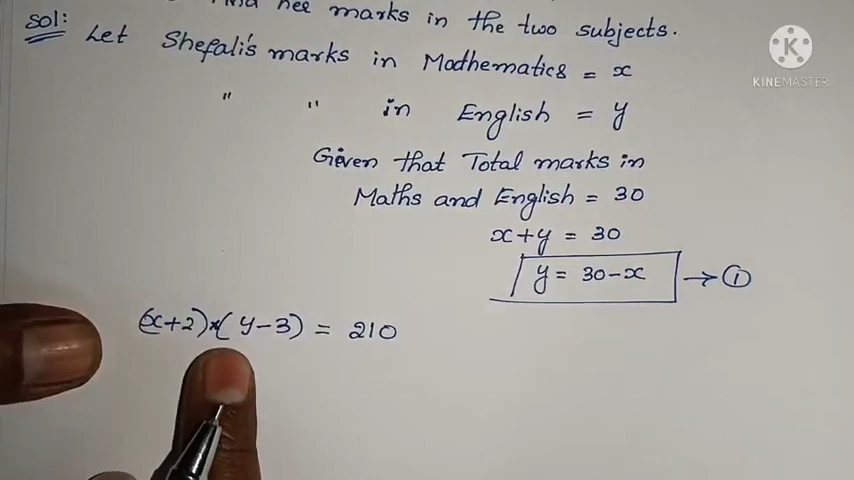 Find her marks in the two subjects.
Sol:
Let Shefali's marks in Mathematics = x
" " in English = y
Given that Total marks in
Maths and English = 30
x+y = 30
y = 30-x → ①
(x+2)×(y-3) = 210
K
KINEMASTER